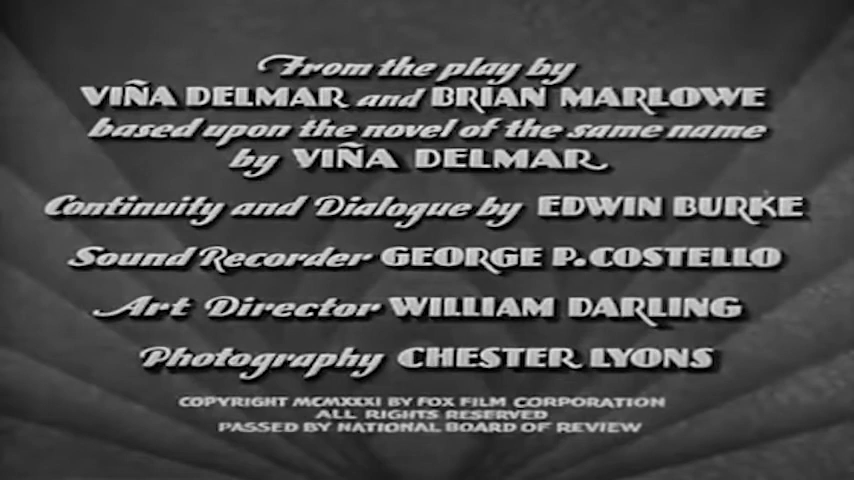 From the play by
VIÑA DELMAR and BRIAN MARLOWE
based upon the novel of the same name
by VIÑA DELMAR
Continuity and Dialogue by EDWIN BURKE
Sound Recorder GEORGE P. COSTELLO
Art Director WILLIAM DARLING
Photography CHESTER LYONS
COPYRIGHT MCMXXXI BY FOX FILM CORPORATION
ALL RIGHTS RESERVED
PASSED BY NATIONAL BOARD OF REVIEW